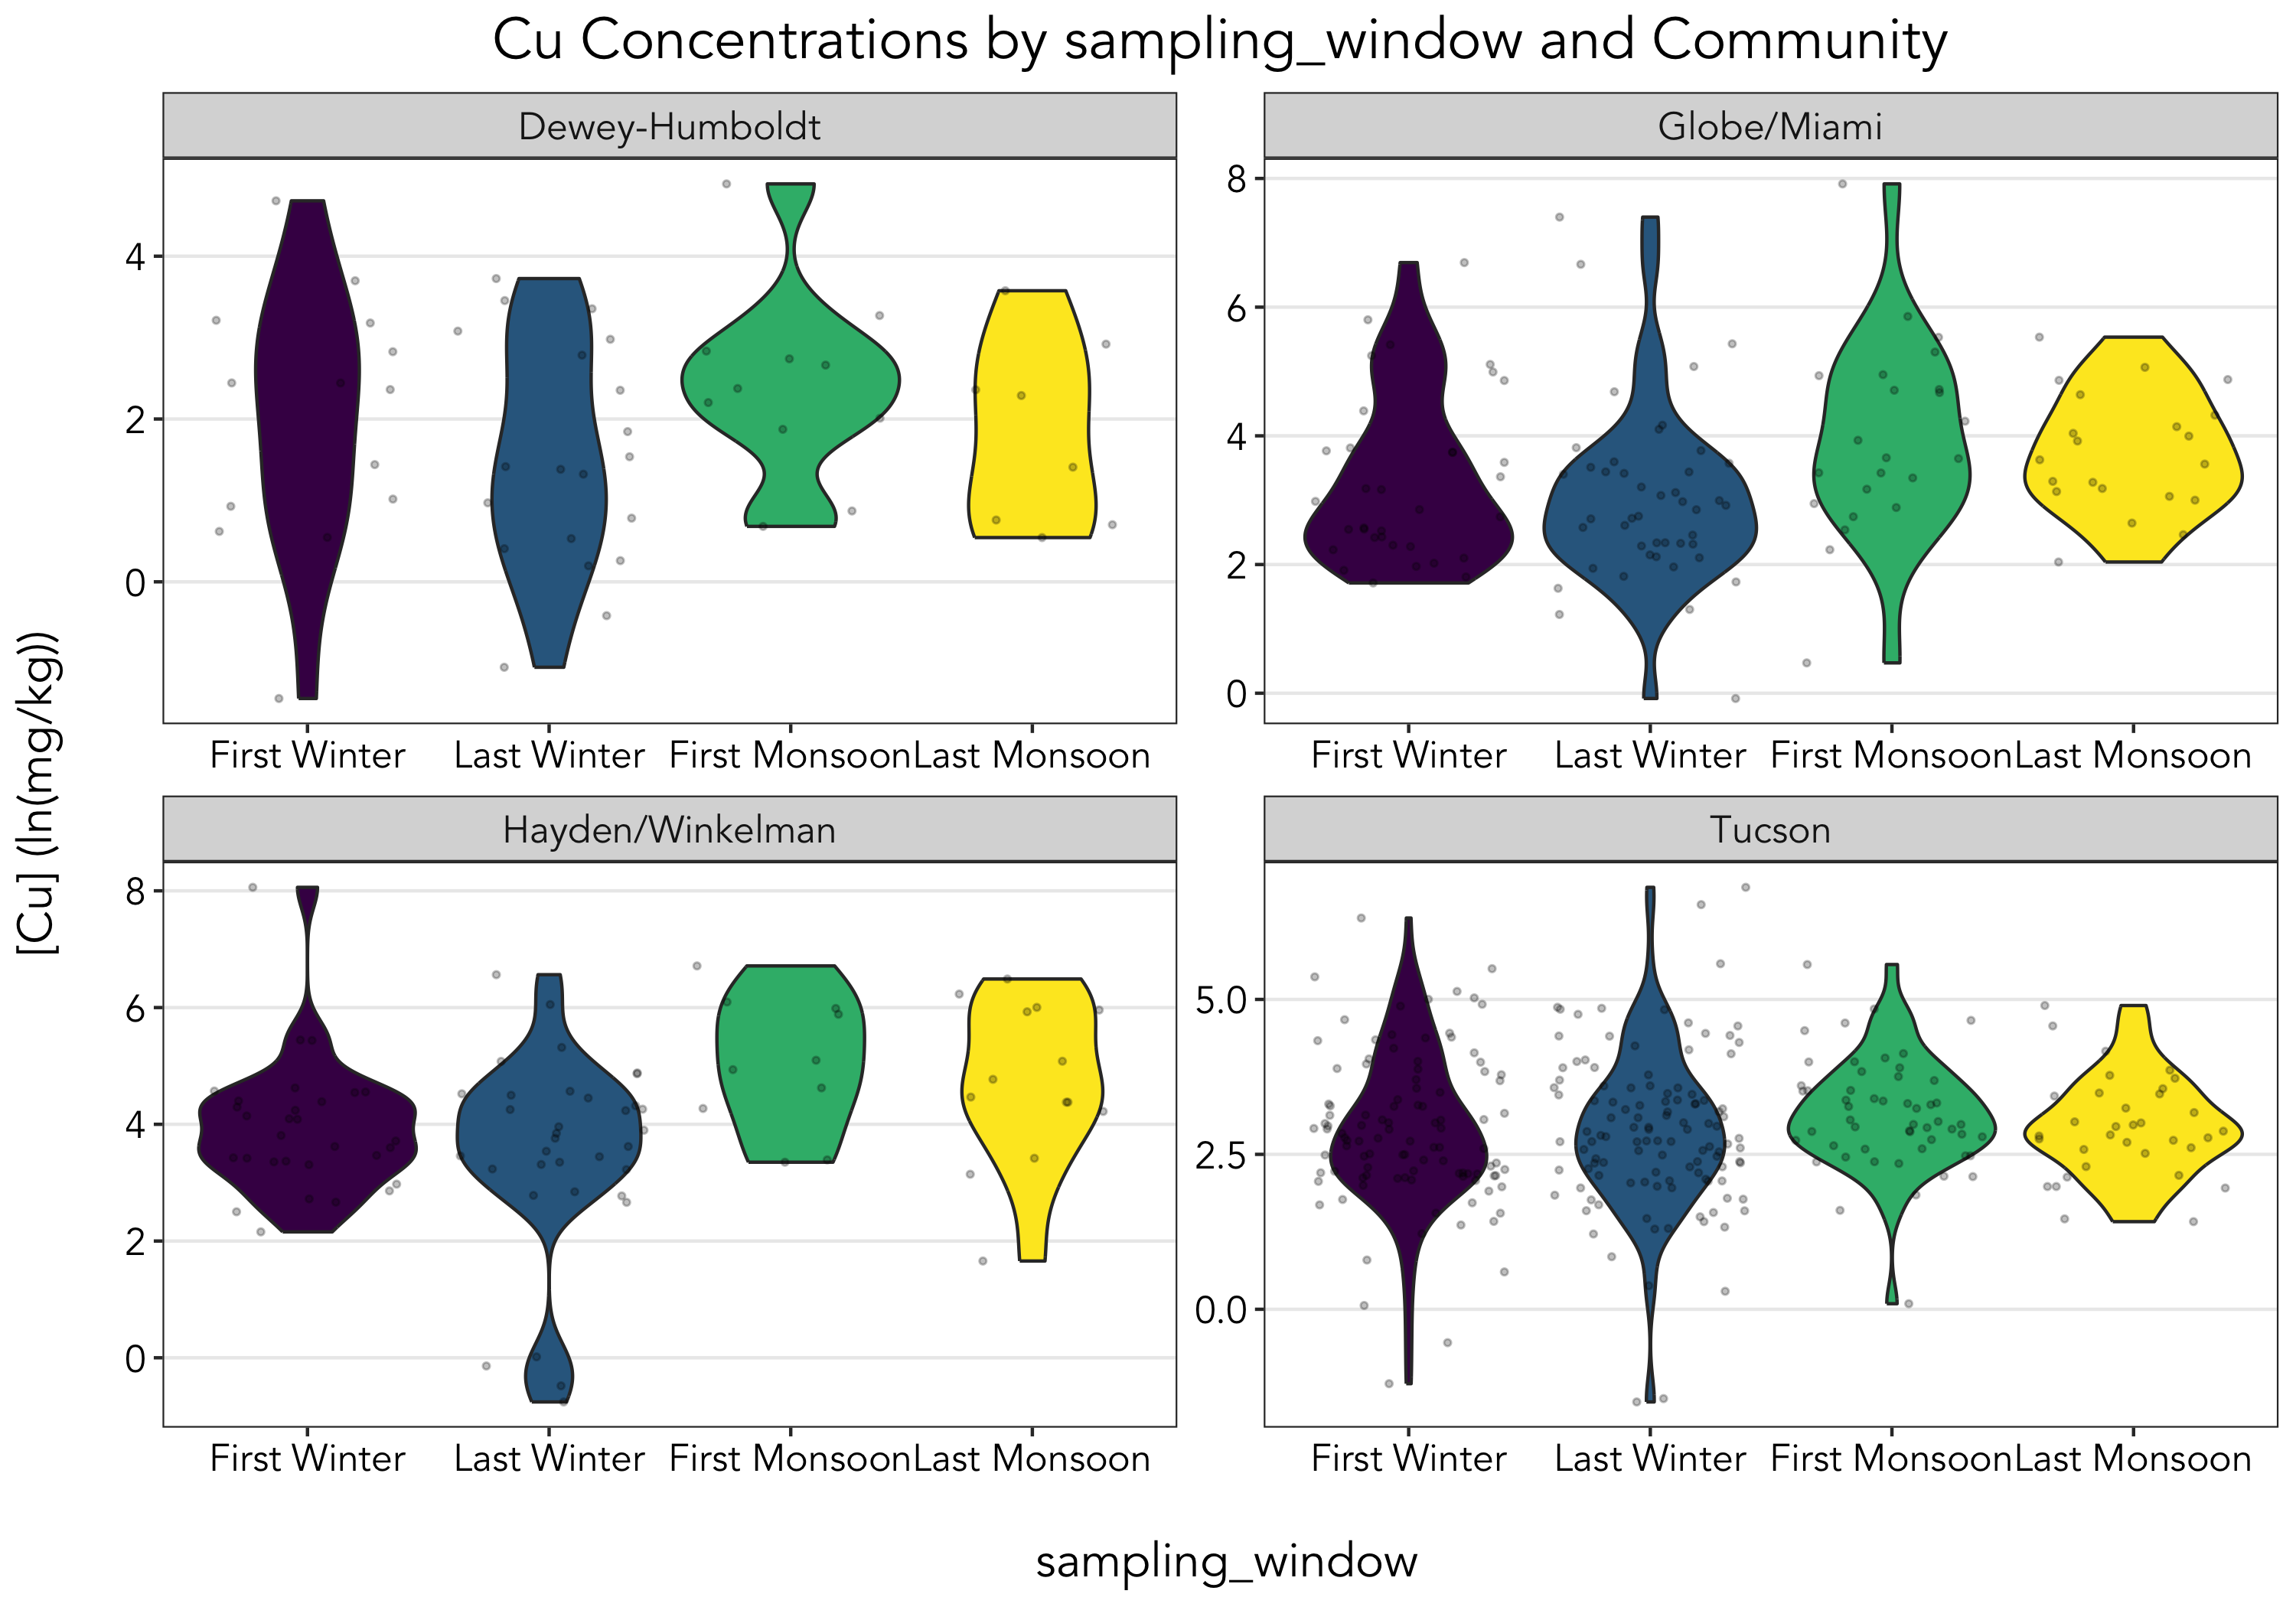 Cu Concentrations by sampling_window and Community
Dewey-Humboldt
Globe/Miami
[Cu] (ln(mg/kg))
4
2
0
8
6
4
2
0
First Winter
Last Winter
First Monsoon
Last Monsoon
First Winter
Last Winter
First Monsoon
Last Monsoon
Hayden/Winkelman
Tucson
8
6
4
2
0
5.0
2.5
0.0
First Winter
Last Winter
First Monsoon
Last Monsoon
First Winter
Last Winter
First Monsoon
Last Monsoon
sampling_window